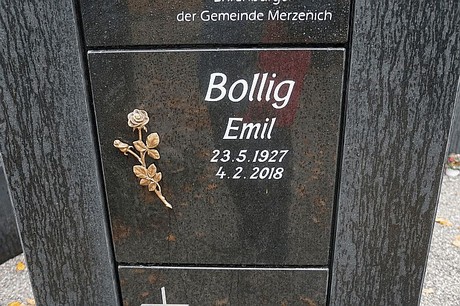 der Gemeinde Merzenich
Bollig
Emil
23.5.1927
4.2.2018